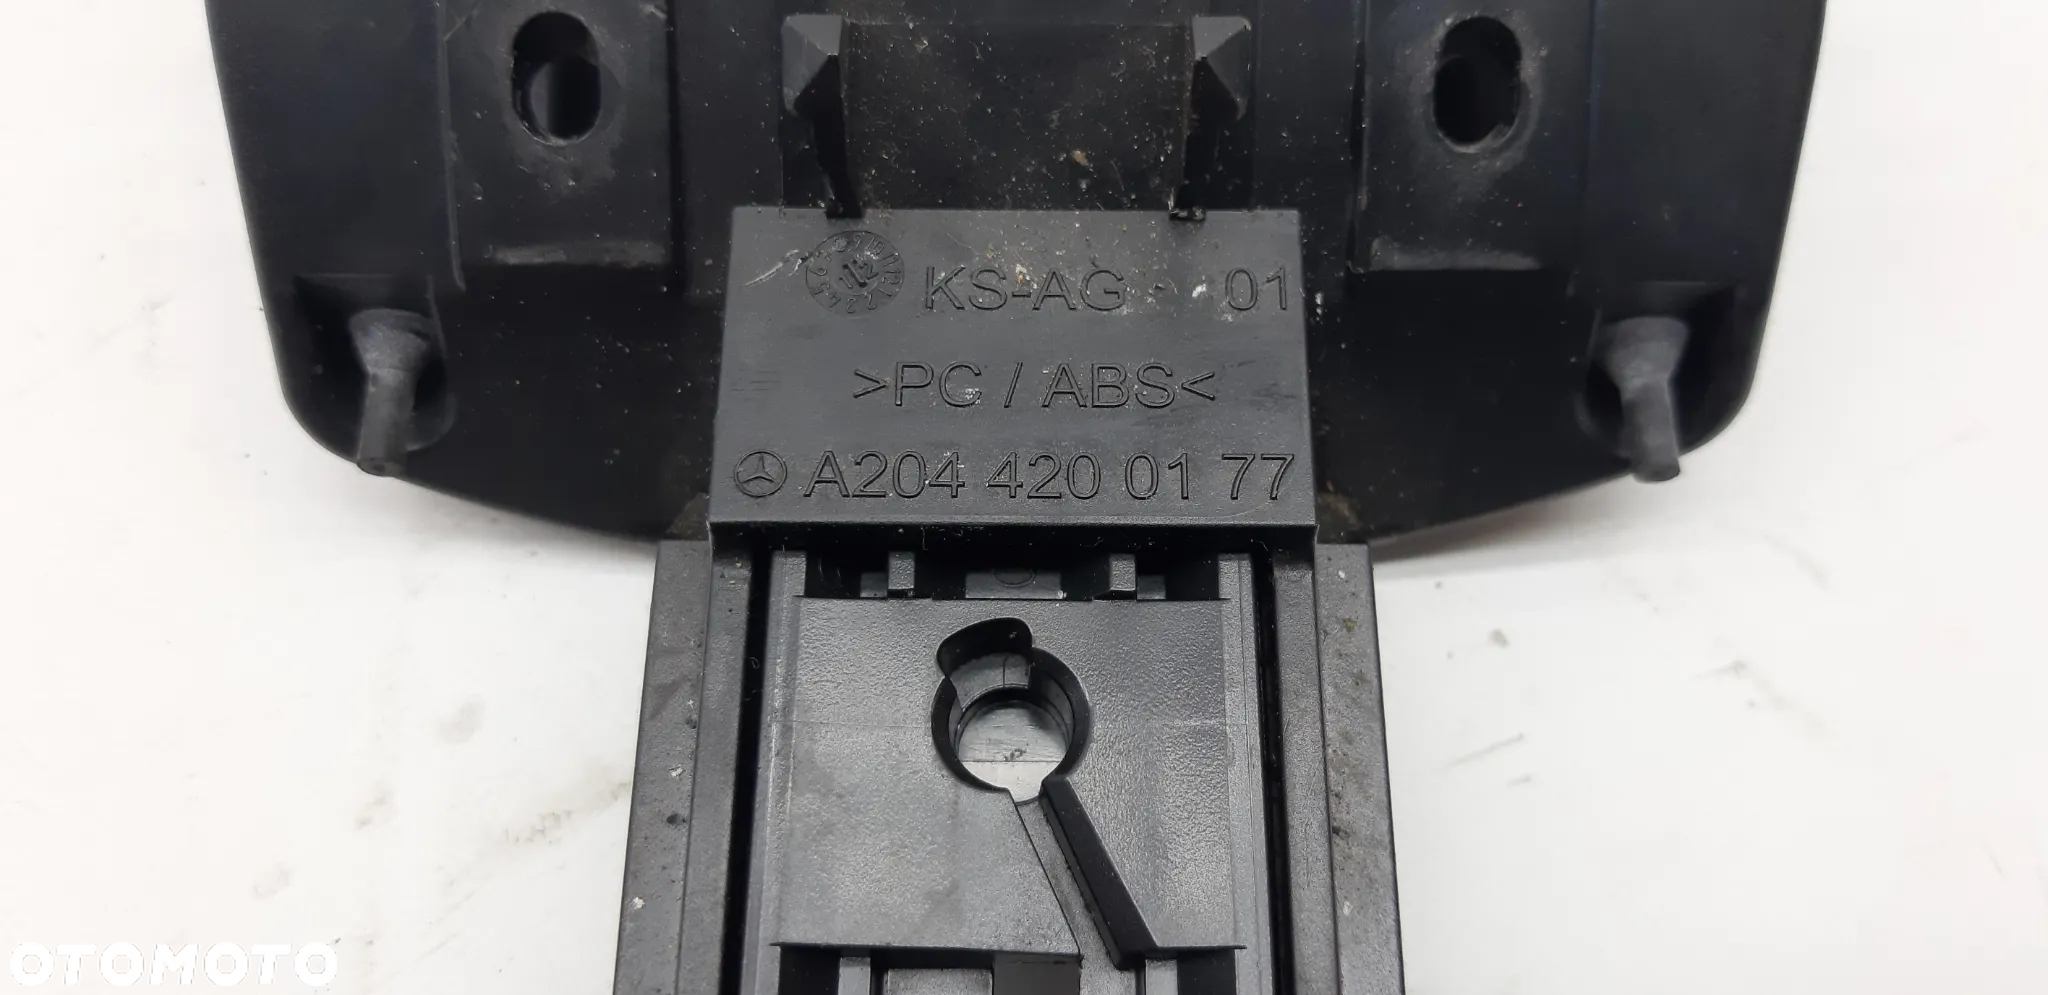 KS-AG 01
>PC / ABS<
A204 420 01 77
OTOMOTO